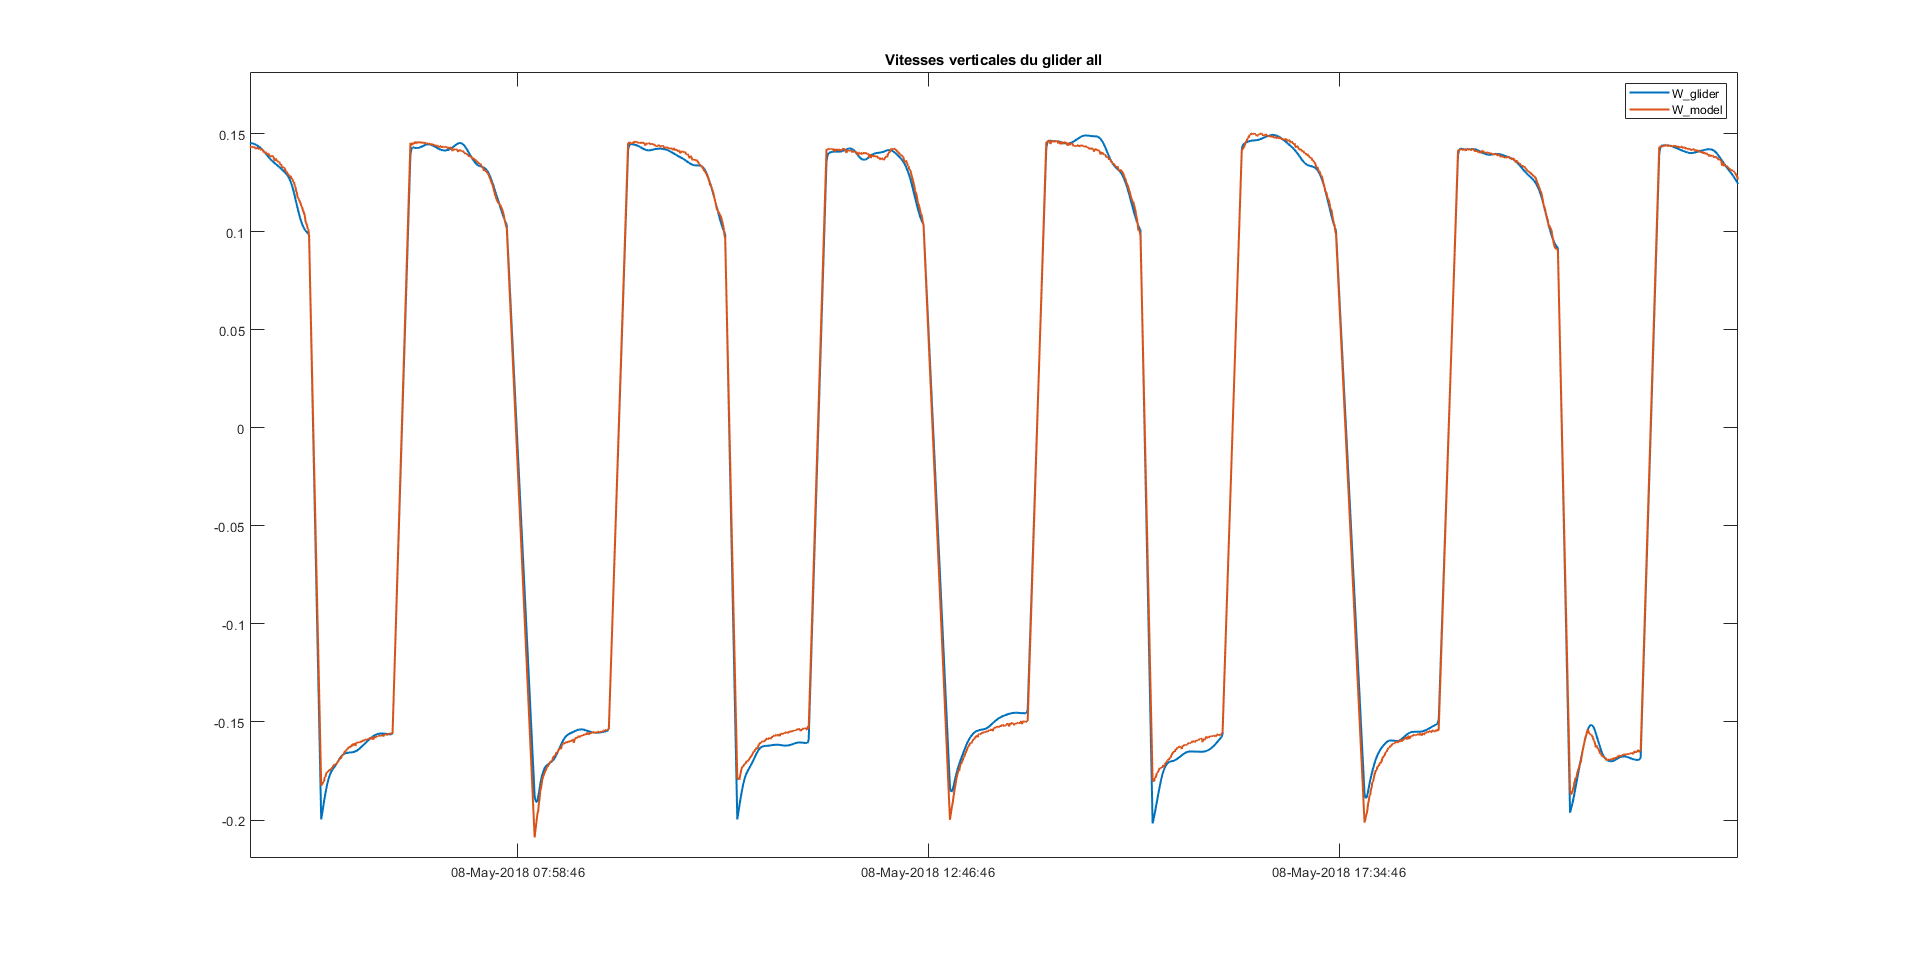 Vitesses verticales du glider all
W_glider
W_model
0.15
0.1
0.05
0
-0.05
-0.1
-0.15
-0.2
08-May-2018 07:58:46
08-May-2018 12:46:46
08-May-2018 17:34:46